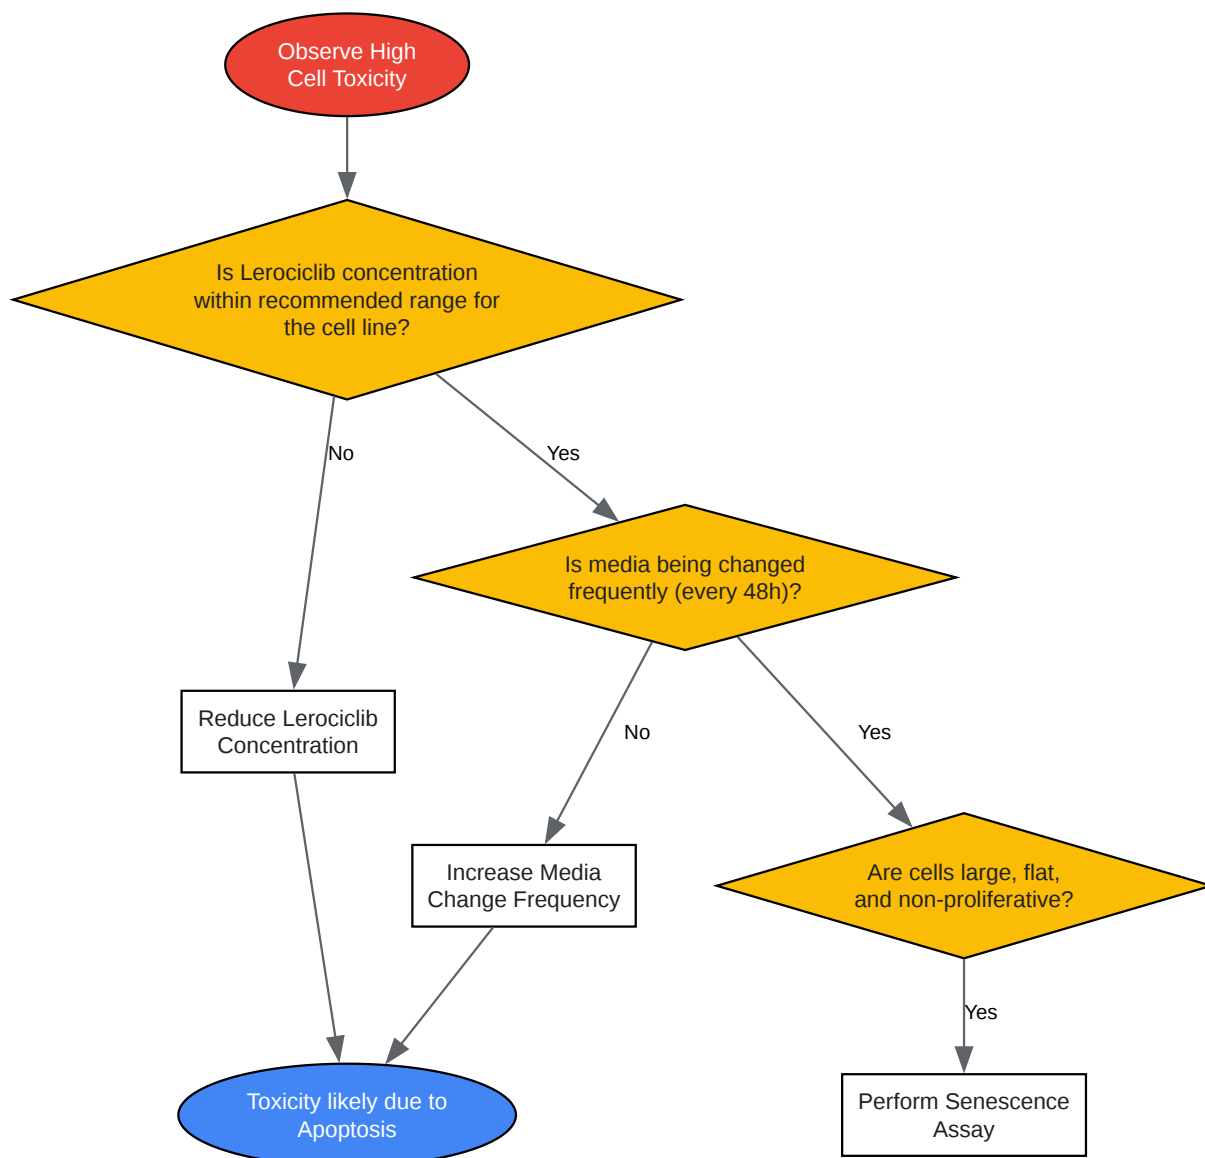 Observe High
Cell Toxicity
Is Lerociclib concentration
within recommended range for
the cell line?
No
Yes
Is media being changed
frequently (every 48h)?
Reduce Lerociclib
Concentration
No
Yes
Increase Media
Change Frequency
Are cells large, flat,
and non-proliferative?
Yes
Toxicity likely due to
Apoptosis
Perform Senescence
Assay